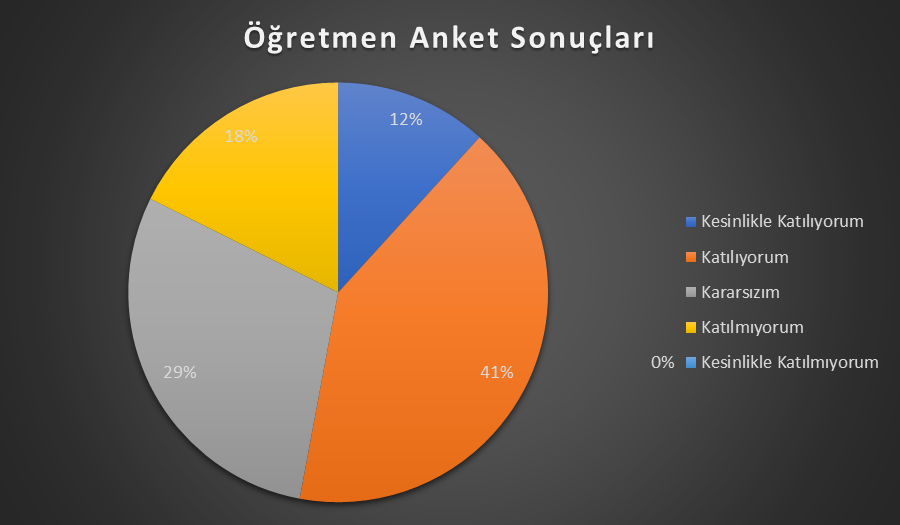 Öğretmen Anket Sonuçları
12%
18%
29%
41%
Kesinlikle Katılıyorum
Katılıyorum
Kararsızım
Katılmıyorum
0% Kesinlikle Katılmıyorum